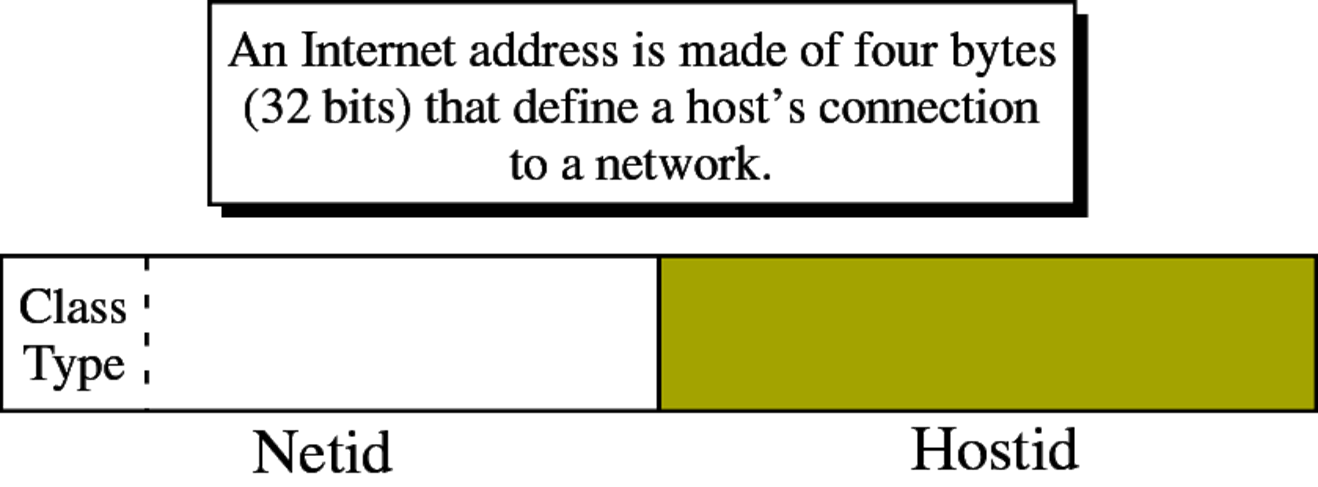 An Internet address is made of four bytes
(32 bits) that define a host’s connection
to a network.
Class
Type
Netid
Hostid